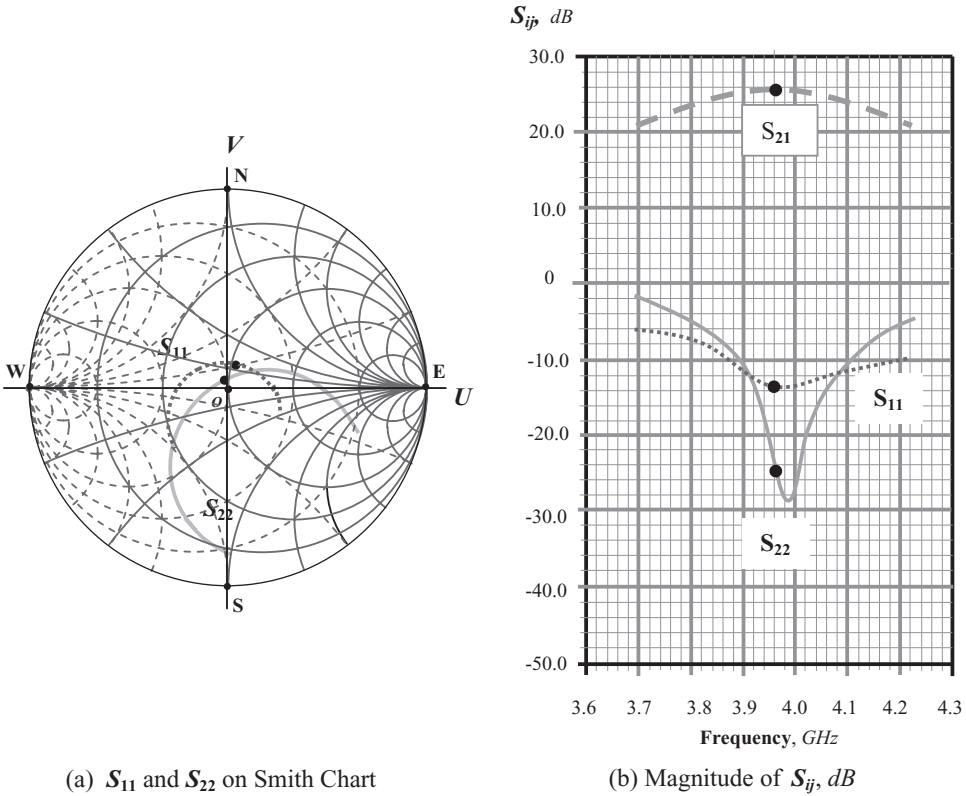 V
N
W
E
U
S₁₁
o
S₂₂
S
(a) S₁₁ and S₂₂ on Smith Chart
Sᵢⱼ, dB
30.0
20.0
10.0
0
-10.0
-20.0
-30.0
-40.0
-50.0
S₂₁
S₁₁
S₂₂
3.6 3.7 3.8 3.9 4.0 4.1 4.2 4.3
Frequency, GHz
(b) Magnitude of Sᵢⱼ, dB